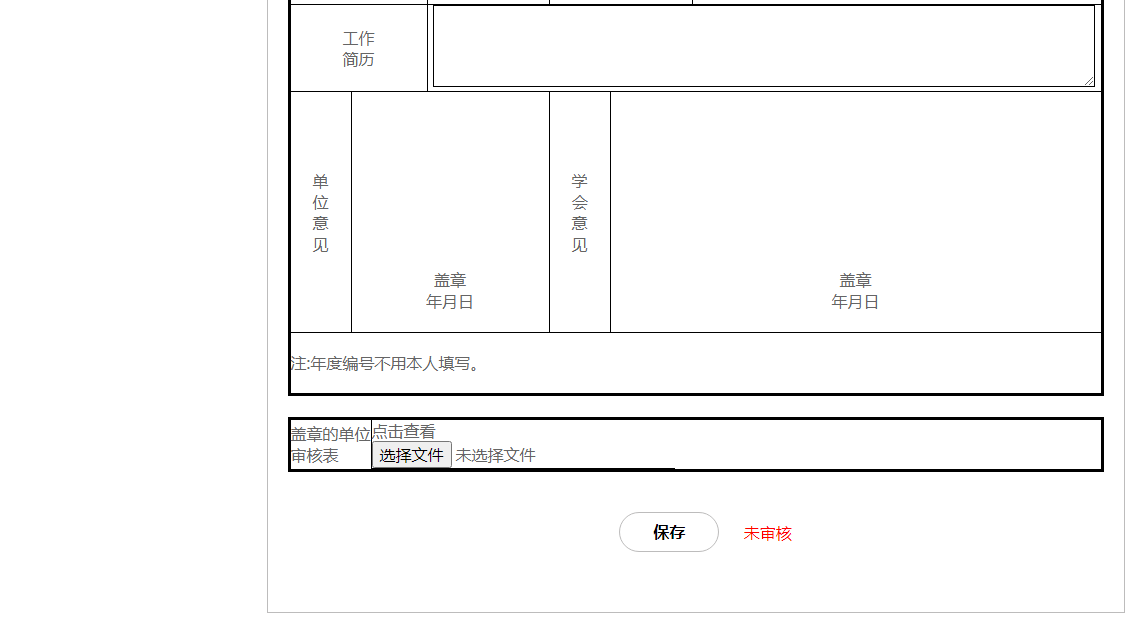 工作
简历
单
位
意
见
盖章
年月日
学
会
意
见
盖章
年月日
注:年度编号不用本人填写。
盖章的单位
审核表
点击查看
选择文件 未选择文件
保存 未审核